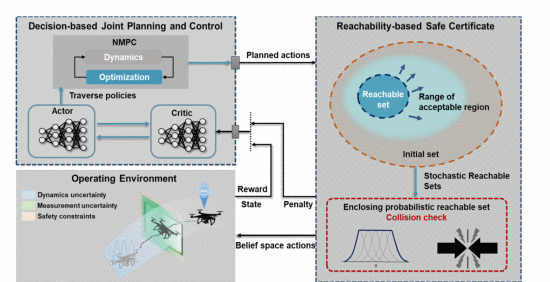 Decision-based Joint Planning and Control
NMPC
Dynamics
Optimization
Traverse policies
Actor
Critic
Planned actions
Reachability-based Safe Certificate
Reachable
set
Range of
acceptable region
Initial set
Stochastic Reachable
Sets
Enclosing probabilistic reachable set
Collision check
Operating Environment
Dynamics uncertainty
Measurement uncertainty
Safety constraints
Reward
State
Penalty
Belief space actions